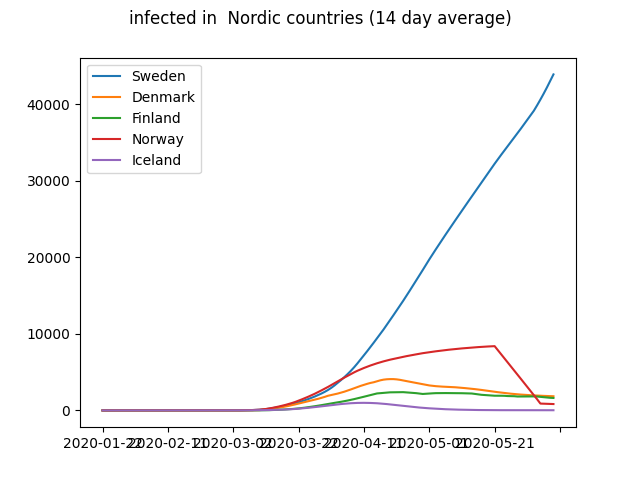 infected in  Nordic countries (14 day average)
Sweden
Denmark
Finland
Norway
Iceland
40000
30000
20000
10000
0
2020-01-22 2020-02-11 2020-03-02 2020-03-22 2020-04-11 2020-05-01 2020-05-21